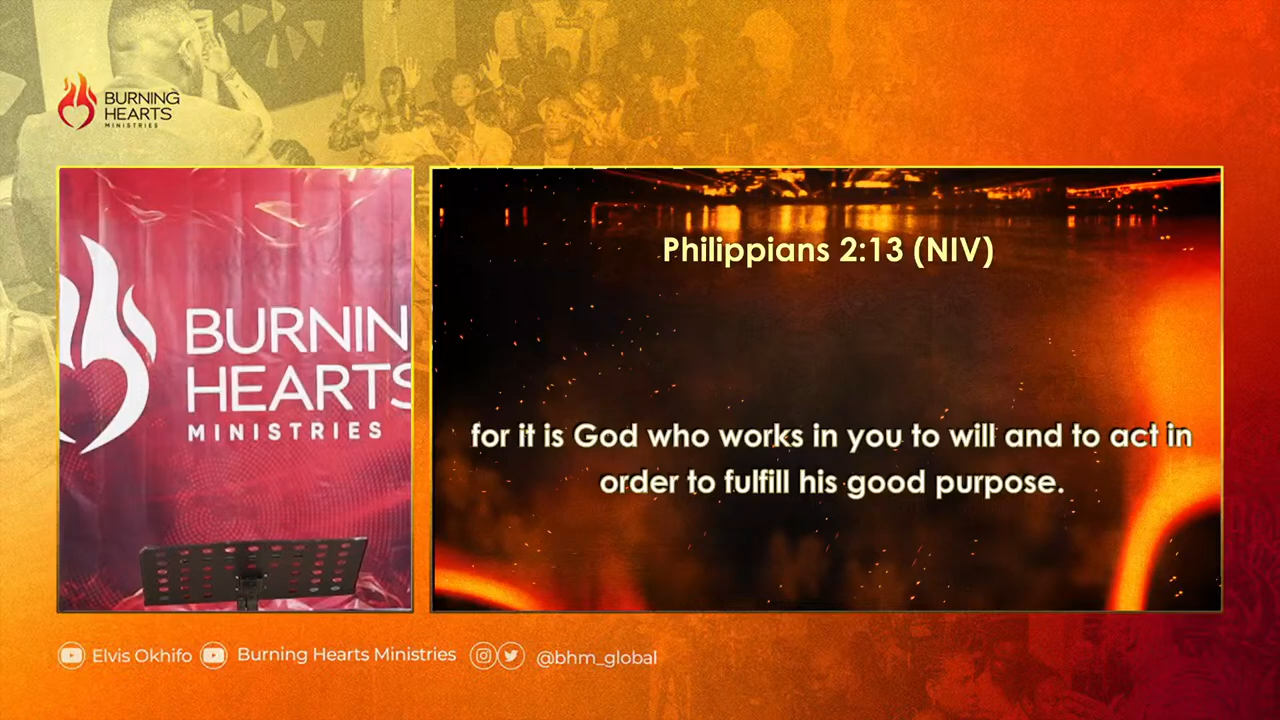 BURNING
HEARTS
MINISTRIES
BURNIN
HEARTS
MINISTRIES
Philippians 2:13 (NIV)
for it is God who works in you to will and to act in
order to fulfill his good purpose.
Elvis Okhifo Burning Hearts Ministries @bhm_global